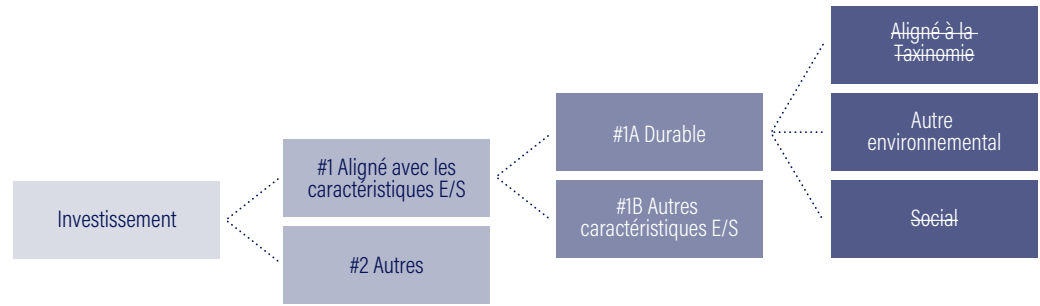 Investissement
#1 Aligné avec les
caractéristiques E/S
#2 Autres
#1A Durable
#1B Autres
caractéristiques E/S
Aligné à la
Taxinomie
Autre
environnemental
Social